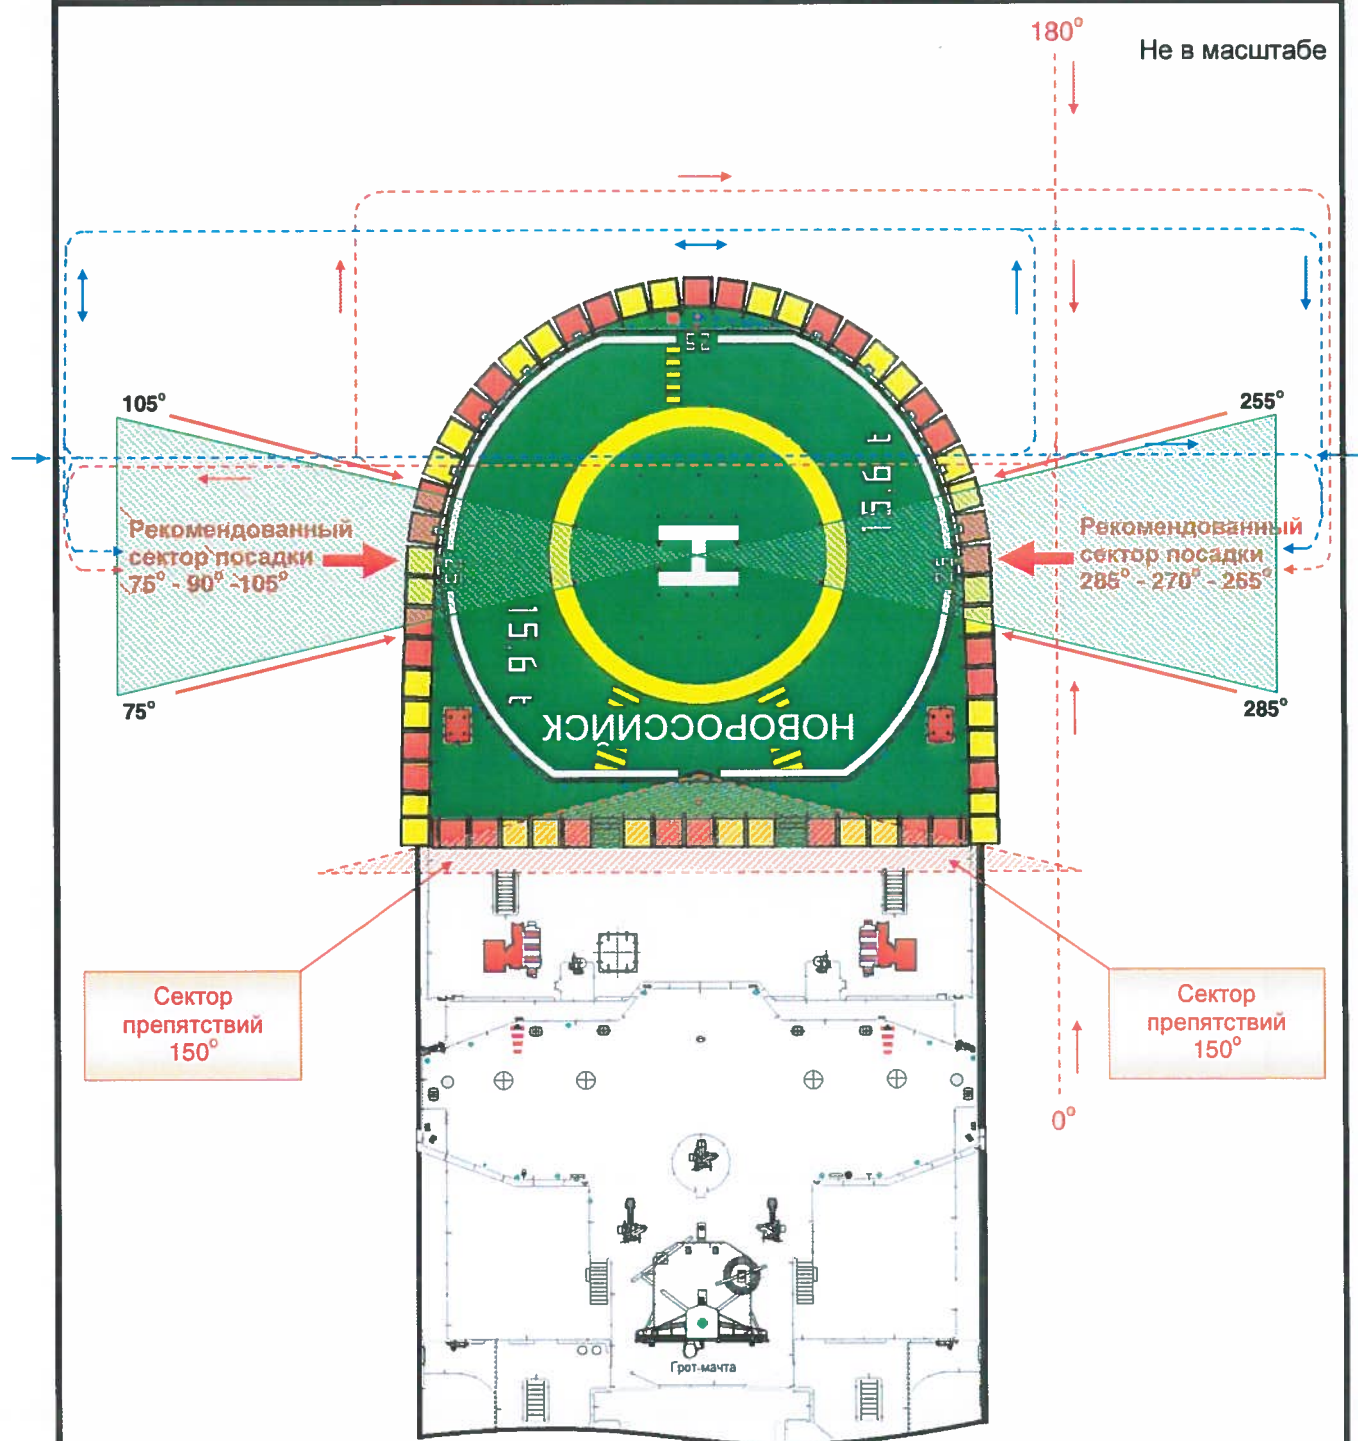 180°
Не в масштабе
52
105°
255°
15.6 t
Рекомендованный
сектор посадки
75° - 90° -105°
Рекомендованный
сектор посадки
285° - 270° - 255°
15.6 t
75°
285°
НОВОРОССИЙСК
Сектор
препятствий
150°
Сектор
препятствий
150°
0°
Грот-мачта